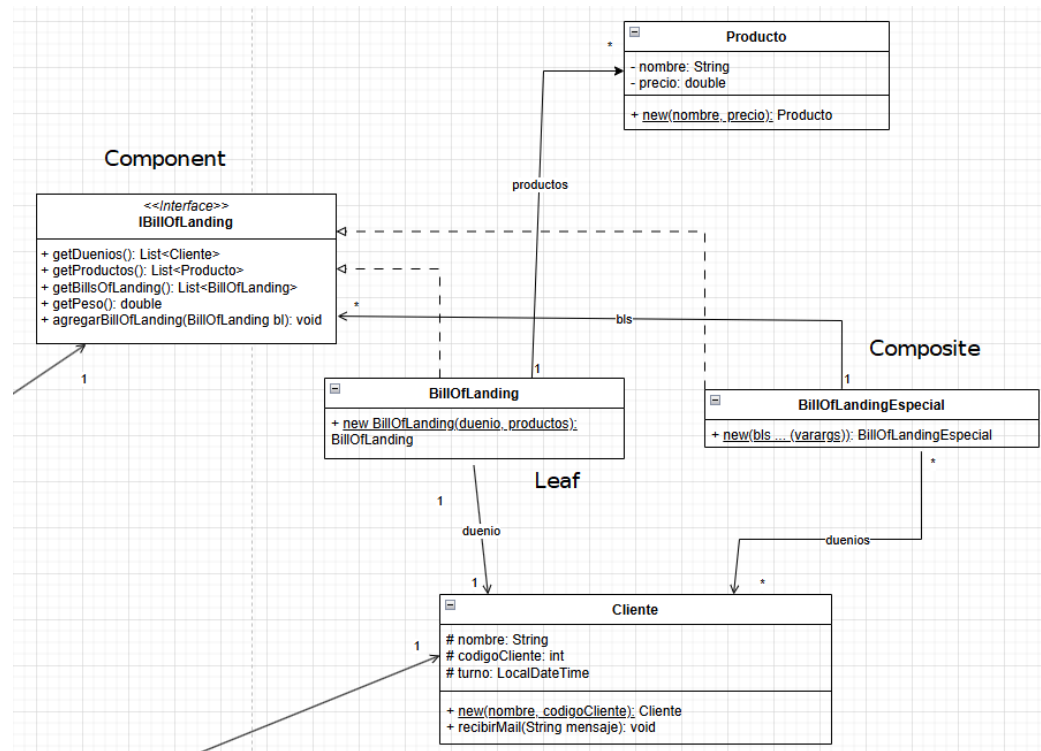 *
Producto
- nombre: String
- precio: double
+ new(nombre, precio): Producto
Component
productos
<<Interface>>
IBillOfLanding
+ getDuenios(): List<Cliente>
+ getProductos(): List<Producto>
+ getBillsOfLanding(): List<BillOfLanding>
+ getPeso(): double
+ agregarBillOfLanding(BillOfLanding bl): void
*
bls
Composite
1
1
1
BillOfLanding
+ new BillOfLanding(duenio, productos):
BillOfLanding
BillOfLandingEspecial
+ new(bls ... (varargs)): BillOfLandingEspecial
Leaf
*
1
duenio
duenios
1
*
Cliente
# nombre: String
# codigoCliente: int
# turno: LocalDateTime
1
+ new(nombre, codigoCliente): Cliente
+ recibirMail(String mensaje): void